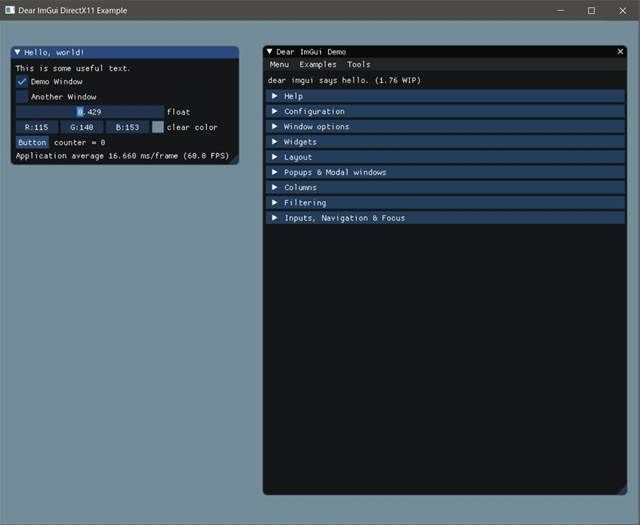 Dear ImGui DirectX11 Example
Hello, world!
This is some useful text.
Demo Window
Another Window
0.429 float
R:115 G:140 B:153 clear color
Button counter = 0
Application average 16.660 ms/frame (60.0 FPS)
Dear ImGui Demo
Menu Examples Tools
dear imgui says hello. (1.76 WIP)
Help
Configuration
Window options
Widgets
Layout
Popups & Modal windows
Columns
Filtering
Inputs, Navigation & Focus